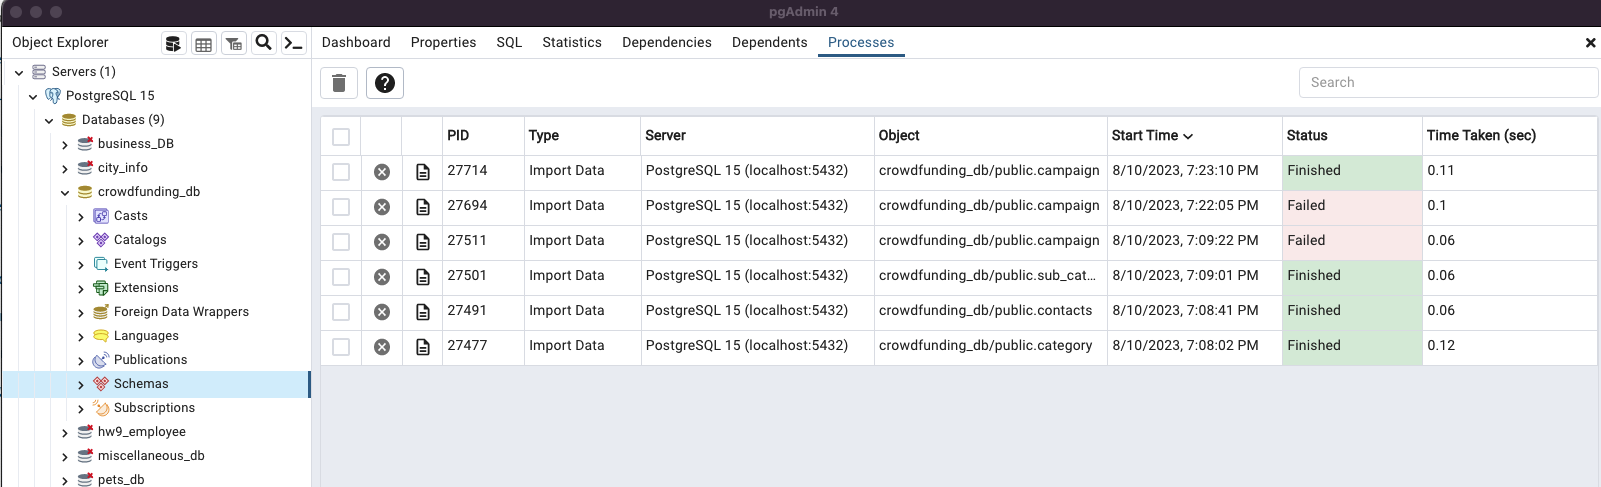 pgAdmin 4
Object Explorer
Dashboard Properties SQL Statistics Dependencies Dependents Processes
Servers (1)
PostgreSQL 15
Databases (9)
business_DB
city_info
crowdfunding_db
Casts
Catalogs
Event Triggers
Extensions
Foreign Data Wrappers
Languages
Publications
Schemas
Subscriptions
hw9_employee
miscellaneous_db
pets_db
Search
PID Type Server Object Start Time Status Time Taken (sec)
27714 Import Data PostgreSQL 15 (localhost:5432) crowdfunding_db/public.campaign 8/10/2023, 7:23:10 PM Finished 0.11
27694 Import Data PostgreSQL 15 (localhost:5432) crowdfunding_db/public.campaign 8/10/2023, 7:22:05 PM Failed 0.1
27511 Import Data PostgreSQL 15 (localhost:5432) crowdfunding_db/public.campaign 8/10/2023, 7:09:22 PM Failed 0.06
27501 Import Data PostgreSQL 15 (localhost:5432) crowdfunding_db/public.sub_cat... 8/10/2023, 7:09:01 PM Finished 0.06
27491 Import Data PostgreSQL 15 (localhost:5432) crowdfunding_db/public.contacts 8/10/2023, 7:08:41 PM Finished 0.06
27477 Import Data PostgreSQL 15 (localhost:5432) crowdfunding_db/public.category 8/10/2023, 7:08:02 PM Finished 0.12